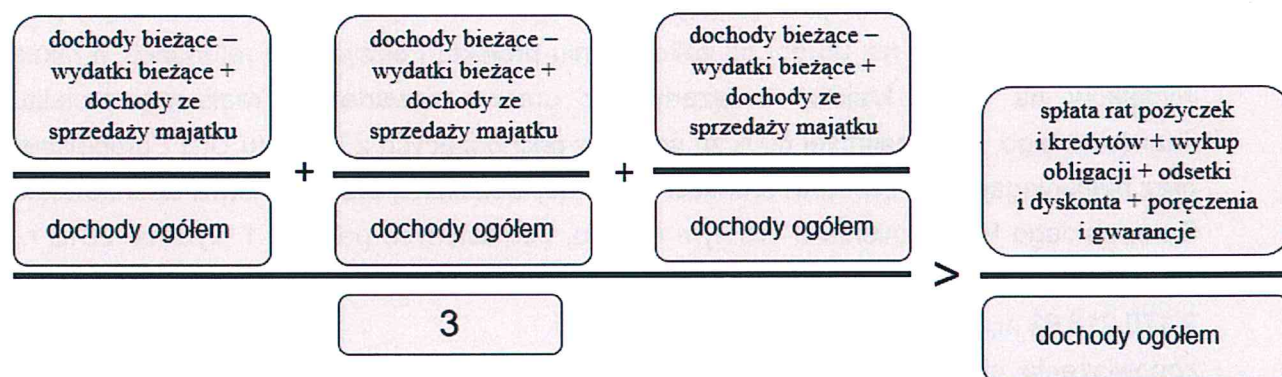 dochody bieżące –
wydatki bieżące +
dochody ze
sprzedaży majątku
dochody ogółem
+
dochody bieżące –
wydatki bieżące +
dochody ze
sprzedaży majątku
dochody ogółem
+
dochody bieżące –
wydatki bieżące +
dochody ze
sprzedaży majątku
dochody ogółem
3
>
spłata rat pożyczek
i kredytów + wykup
obligacji + odsetki
i dyskonta + poręczenia
i gwarancje
dochody ogółem